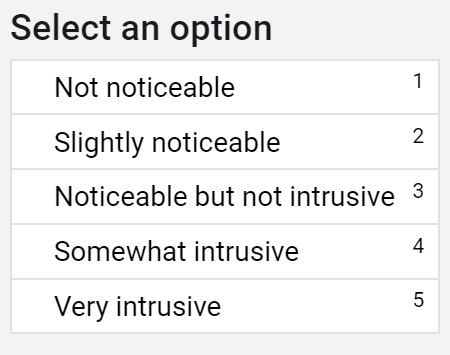 Select an option
Not noticeable 1
Slightly noticeable 2
Noticeable but not intrusive 3
Somewhat intrusive 4
Very intrusive 5